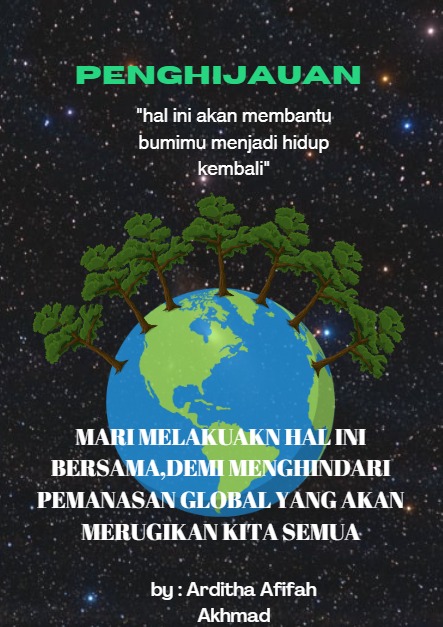 PENGHIJAUAN
"hal ini akan membantu
bumimu menjadi hidup
kembali"
MARI MELAKUAKN HAL INI
BERSAMA,DEMI MENGHINDARI
PEMANASAN GLOBAL YANG AKAN
MERUGIKAN KITA SEMUA
by : Arditha Afifah
Akhmad